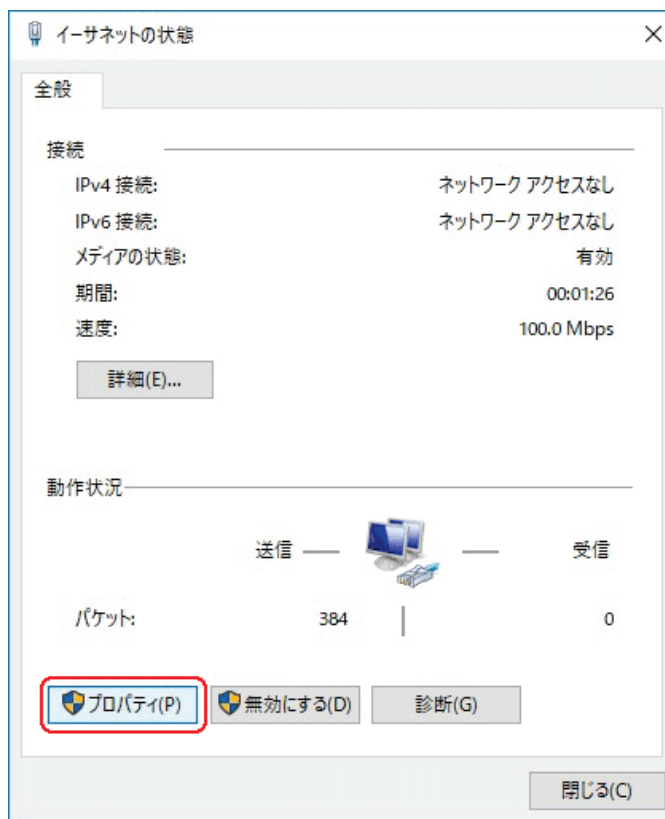 イーサネットの状態
全般
接続
IPv4 接続: ネットワーク アクセスなし
IPv6 接続: ネットワーク アクセスなし
メディアの状態: 有効
期間: 00:01:26
速度: 100.0 Mbps
詳細(E)...
動作状況
送信 受信
パケット: 384 0
プロパティ(P) 無効にする(D) 診断(G)
閉じる(C)